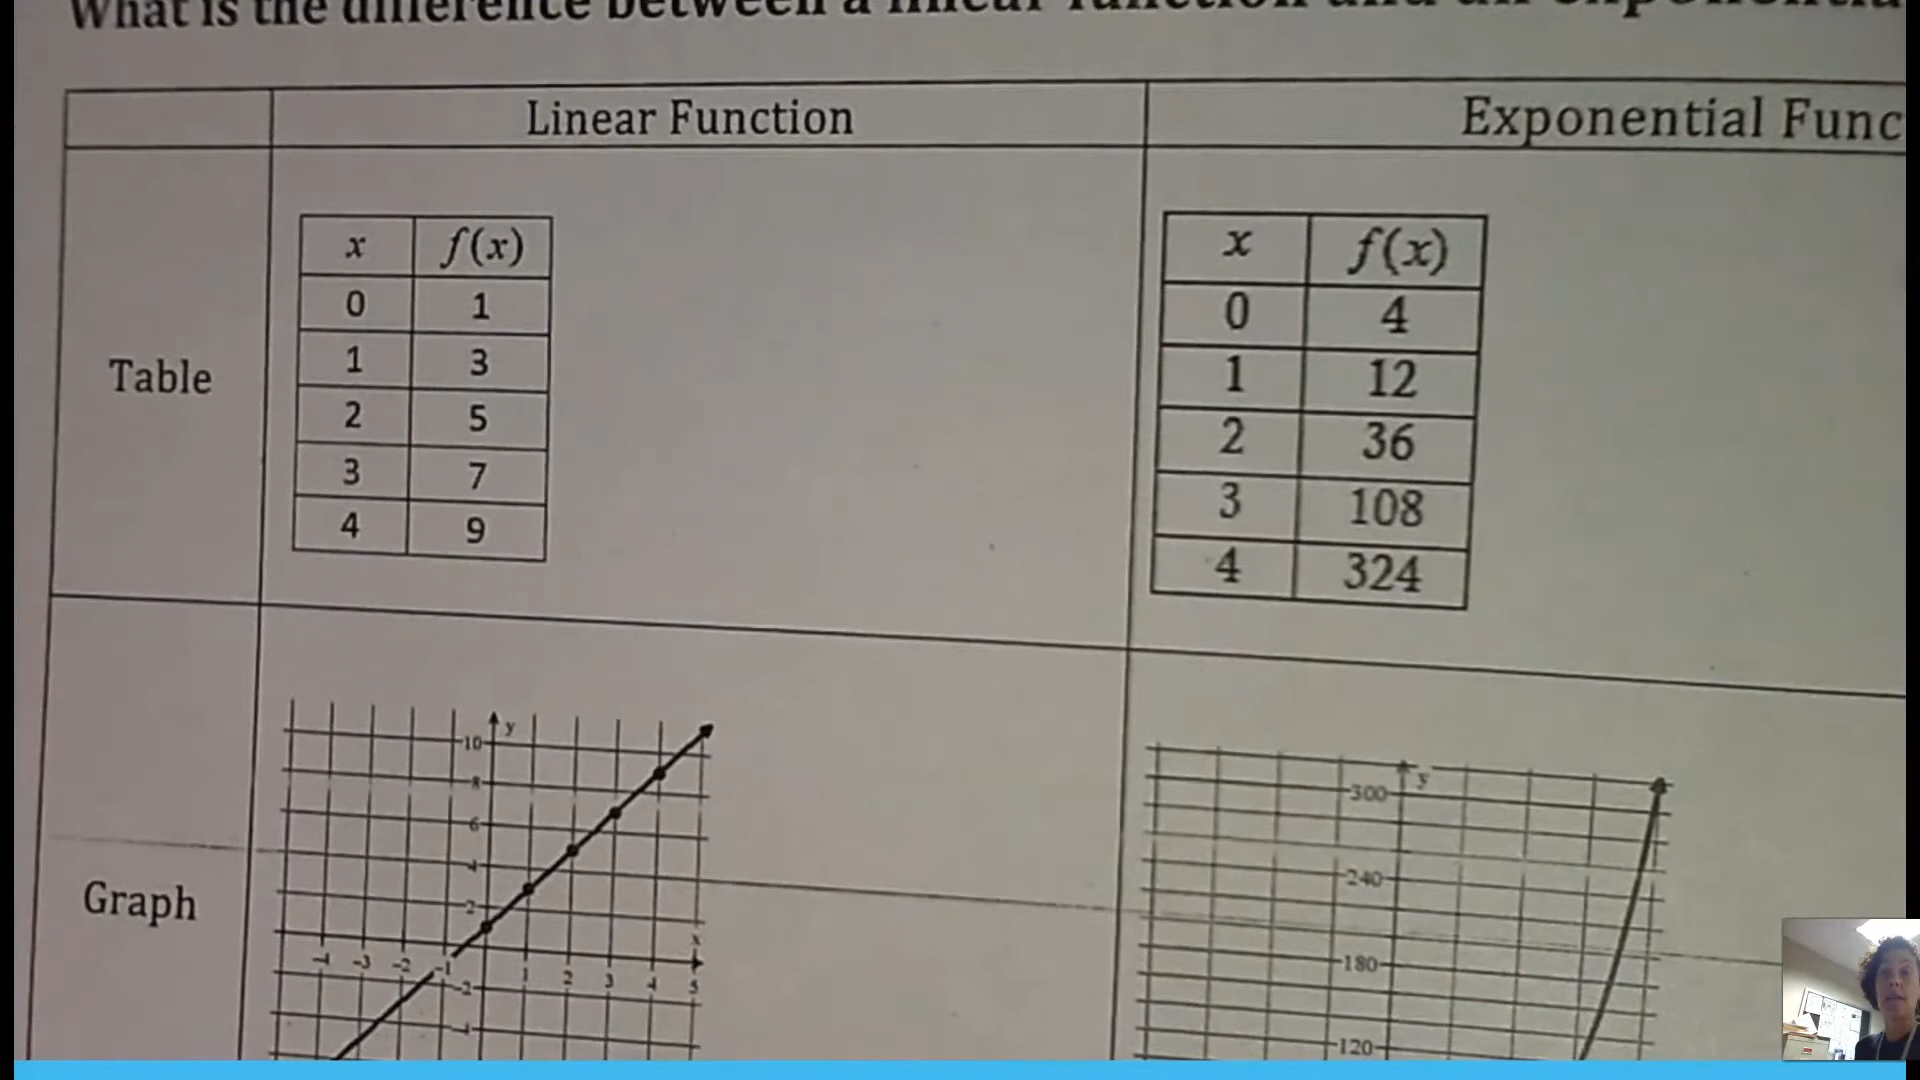 What is the difference between a linear function and an exponentia
Linear Function
Exponential Func
Table
x f(x)
0 1
1 3
2 5
3 7
4 9
x f(x)
0 4
1 12
2 36
3 108
4 324
Graph
y
10
8
6
4
2
x
-4 -3 -2 -1 1 2 3 4 5
-2
-4
y
300
240
180
120